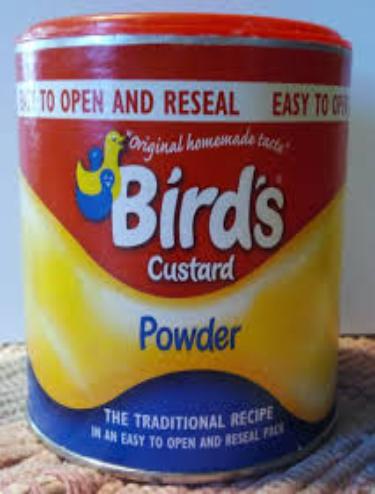 TO OPEN AND RESEAL EASY TO
"Original homemade taste"
Bird's
Custard
Powder
THE TRADITIONAL RECIPE
IN AN EASY TO OPEN AND RESEAL PACK